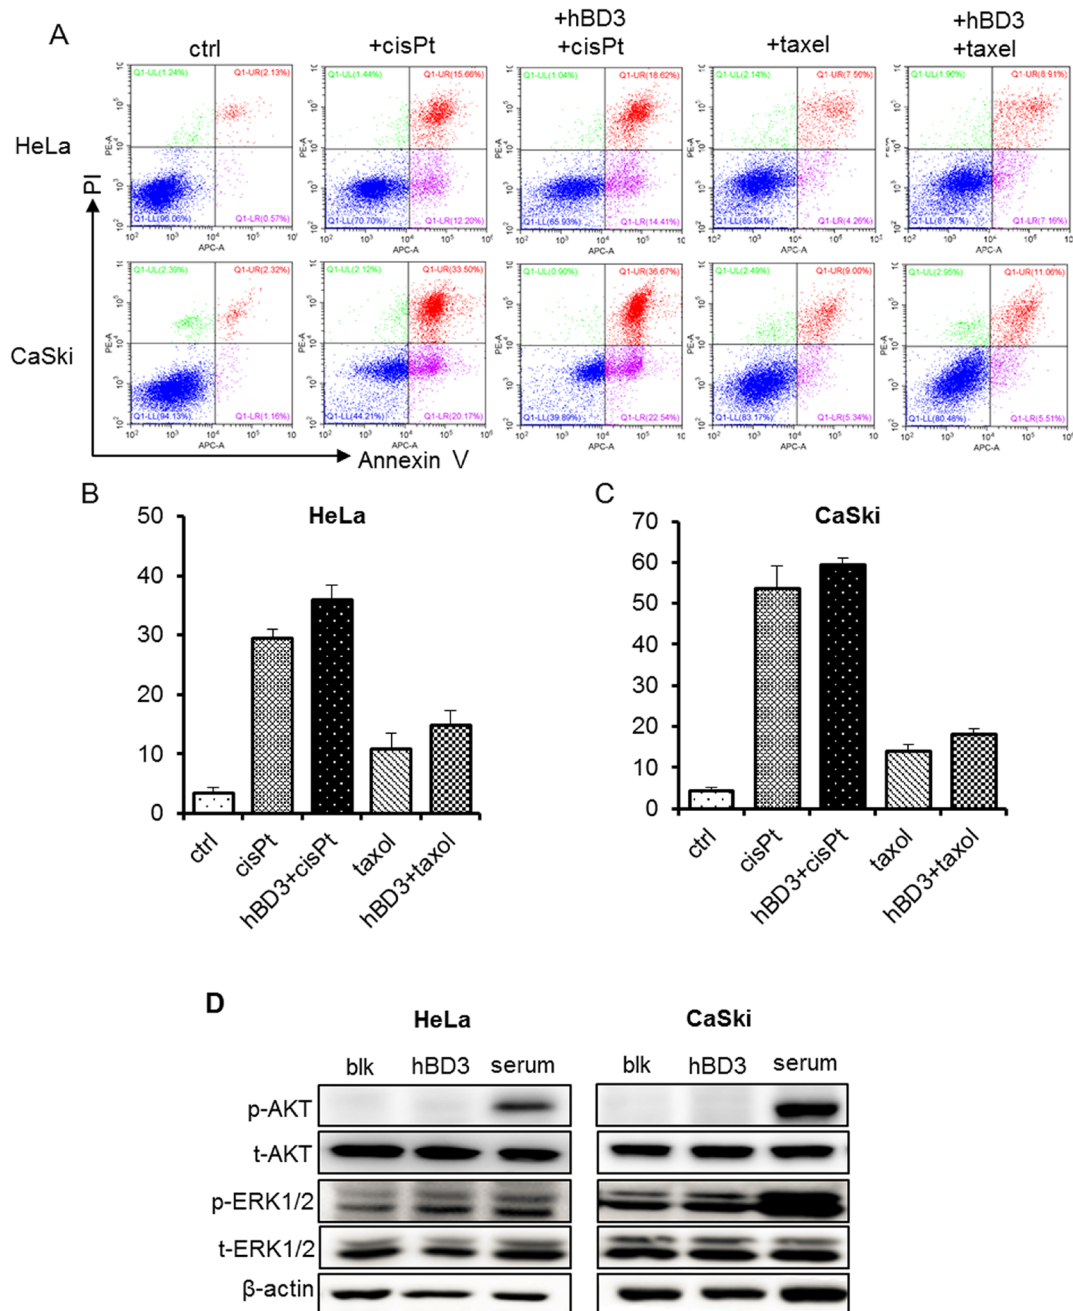 A
ctrl
+cisPt
+hBD3
+cisPt
+taxel
+hBD3
+taxel
HeLa
Q1-UL(1.24%) Q1-UR(2.13%)
Q1-LL(96.06%) Q1-LR(0.57%)
Q1-UL(1.44%) Q1-UR(15.66%)
Q1-LL(70.70%) Q1-LR(12.20%)
Q1-UL(1.04%) Q1-UR(18.62%)
Q1-LL(65.93%) Q1-LR(14.41%)
Q1-UL(2.14%) Q1-UR(7.56%)
Q1-LL(85.04%) Q1-LR(4.26%)
Q1-UL(1.90%) Q1-UR(8.91%)
Q1-LL(81.97%) Q1-LR(7.16%)
PE-A
APC-A
PI
CaSki
Q1-UL(2.39%) Q1-UR(2.32%)
Q1-LL(94.13%) Q1-LR(1.16%)
Q1-UL(2.12%) Q1-UR(33.50%)
Q1-LL(44.21%) Q1-LR(20.17%)
Q1-UL(0.90%) Q1-UR(36.67%)
Q1-LL(39.89%) Q1-LR(22.54%)
Q1-UL(2.49%) Q1-UR(9.00%)
Q1-LL(83.17%) Q1-LR(5.34%)
Q1-UL(2.95%) Q1-UR(11.06%)
Q1-LL(80.48%) Q1-LR(5.51%)
PE-A
APC-A
Annexin V
B
HeLa
50
40
30
20
10
0
ctrl
cisPt
hBD3+cisPt
taxol
hBD3+taxol
C
CaSki
70
60
50
40
30
20
10
0
ctrl
cisPt
hBD3+cisPt
taxol
hBD3+taxol
D
HeLa CaSki
blk hBD3 serum blk hBD3 serum
p-AKT
t-AKT
p-ERK1/2
t-ERK1/2
β-actin